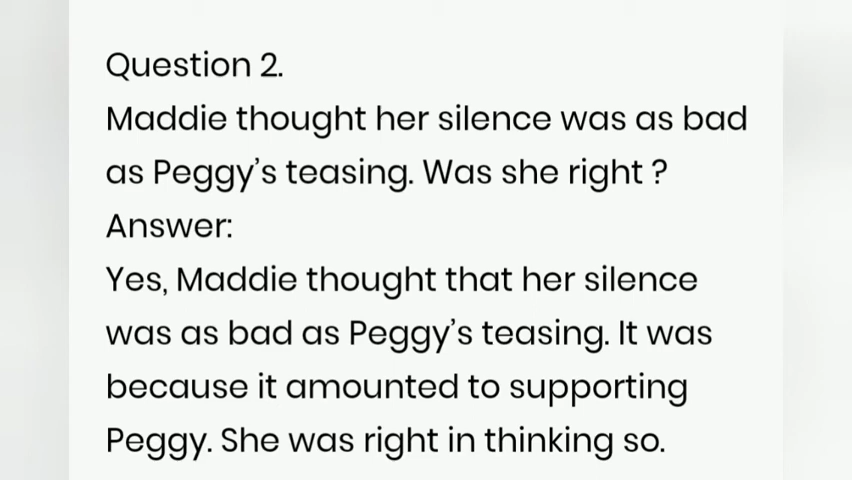 Question 2.
Maddie thought her silence was as bad
as Peggy’s teasing. Was she right ?
Answer:
Yes, Maddie thought that her silence
was as bad as Peggy’s teasing. It was
because it amounted to supporting
Peggy. She was right in thinking so.